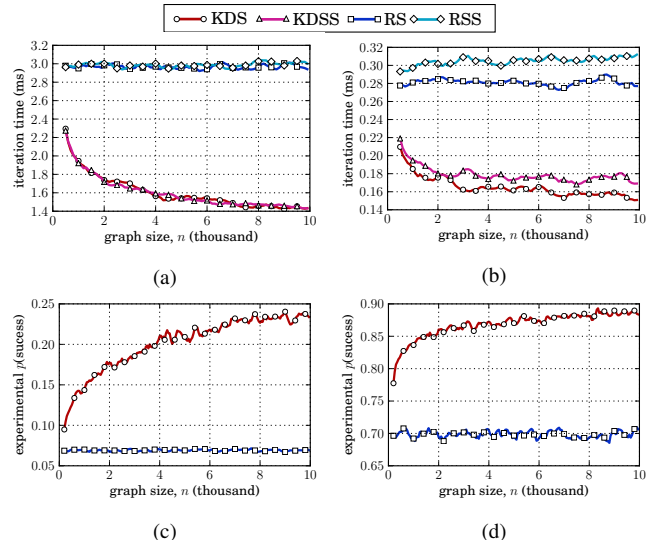 KDS KDSS RS RSS
3.2
3.0
2.8
2.6
2.4
2.2
2.0
1.8
1.6
1.4
iteration time (ms)
0 2 4 6 8 10
graph size, n (thousand)
(a)
0.32
0.30
0.28
0.26
0.24
0.22
0.20
0.18
0.16
0.14
iteration time (ms)
0 2 4 6 8 10
graph size, n (thousand)
(b)
0.25
0.20
0.15
0.10
0.05
experimental p(sucess)
0 2 4 6 8 10
graph size, n (thousand)
(c)
0.90
0.85
0.80
0.75
0.70
0.65
experimental p(sucess)
0 2 4 6 8 10
graph size, n (thousand)
(d)